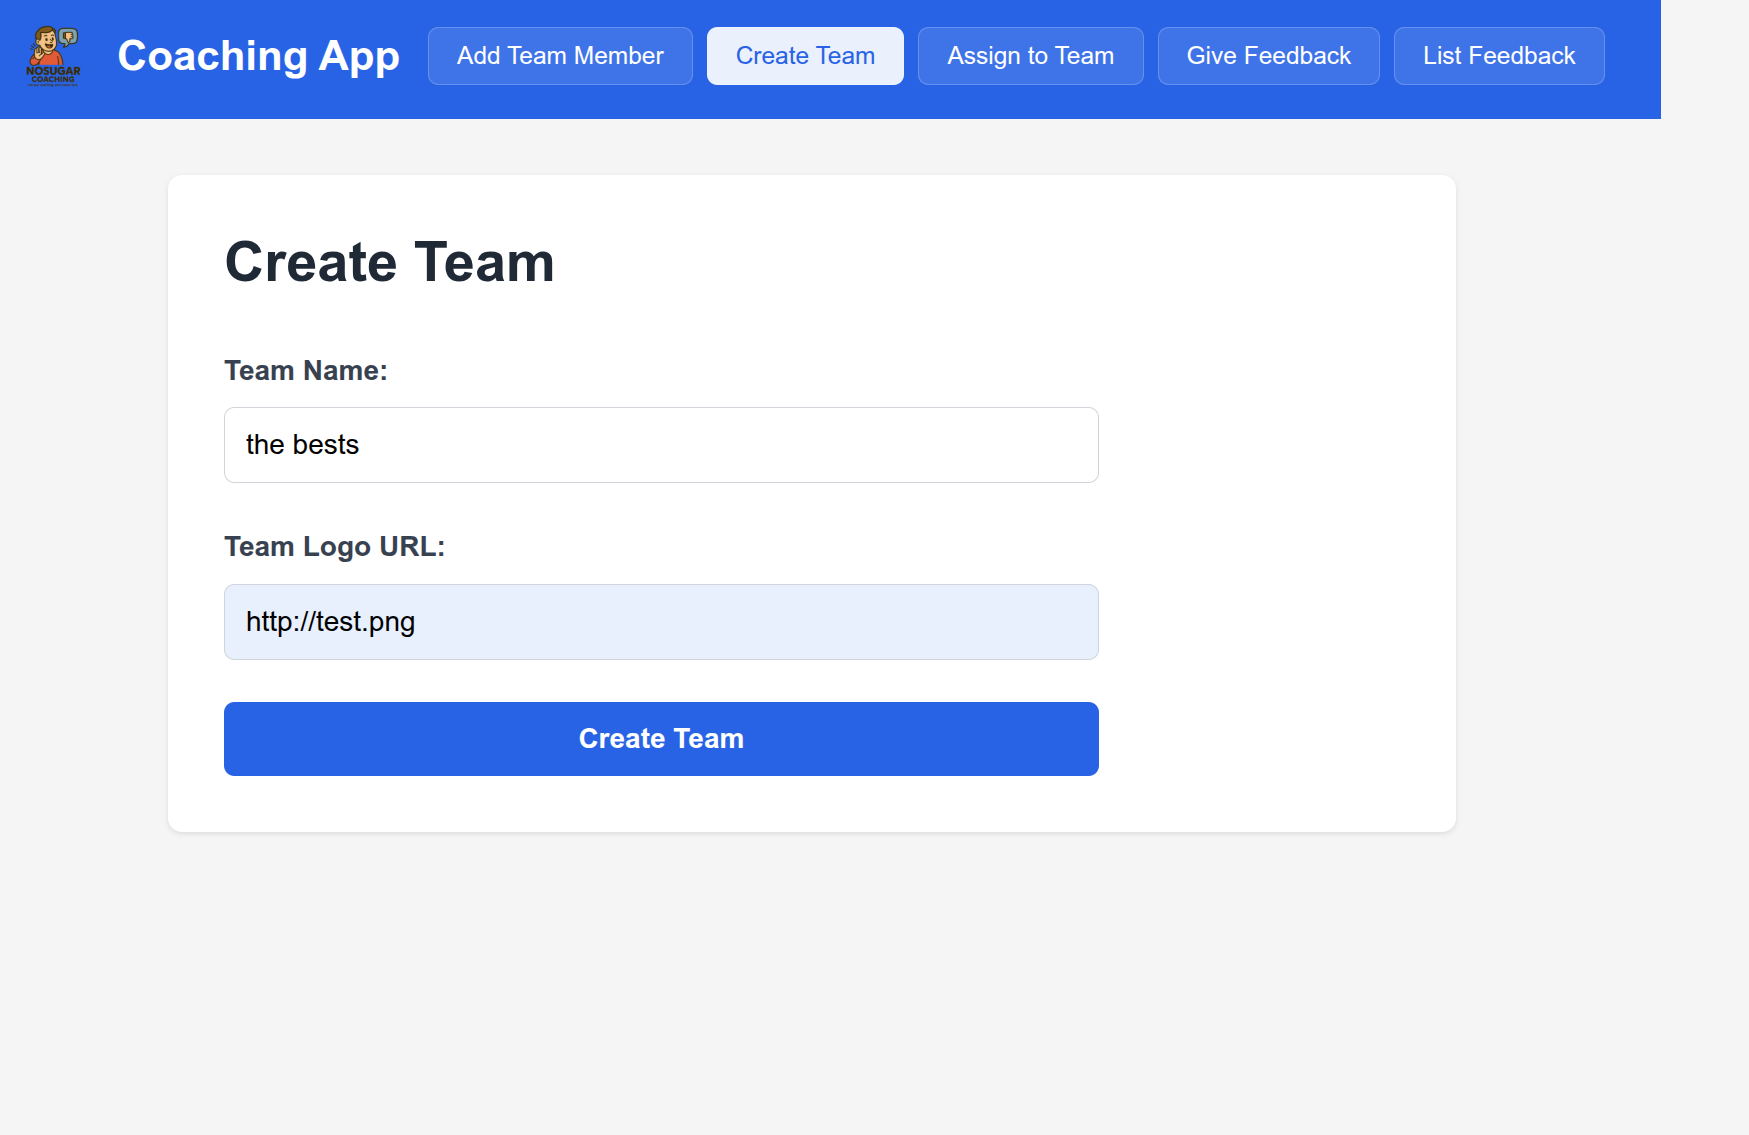 NOSUGAR
COACHING
Coaching App
Add Team Member
Create Team
Assign to Team
Give Feedback
List Feedback
Create Team
Team Name:
the bests
Team Logo URL:
http://test.png
Create Team